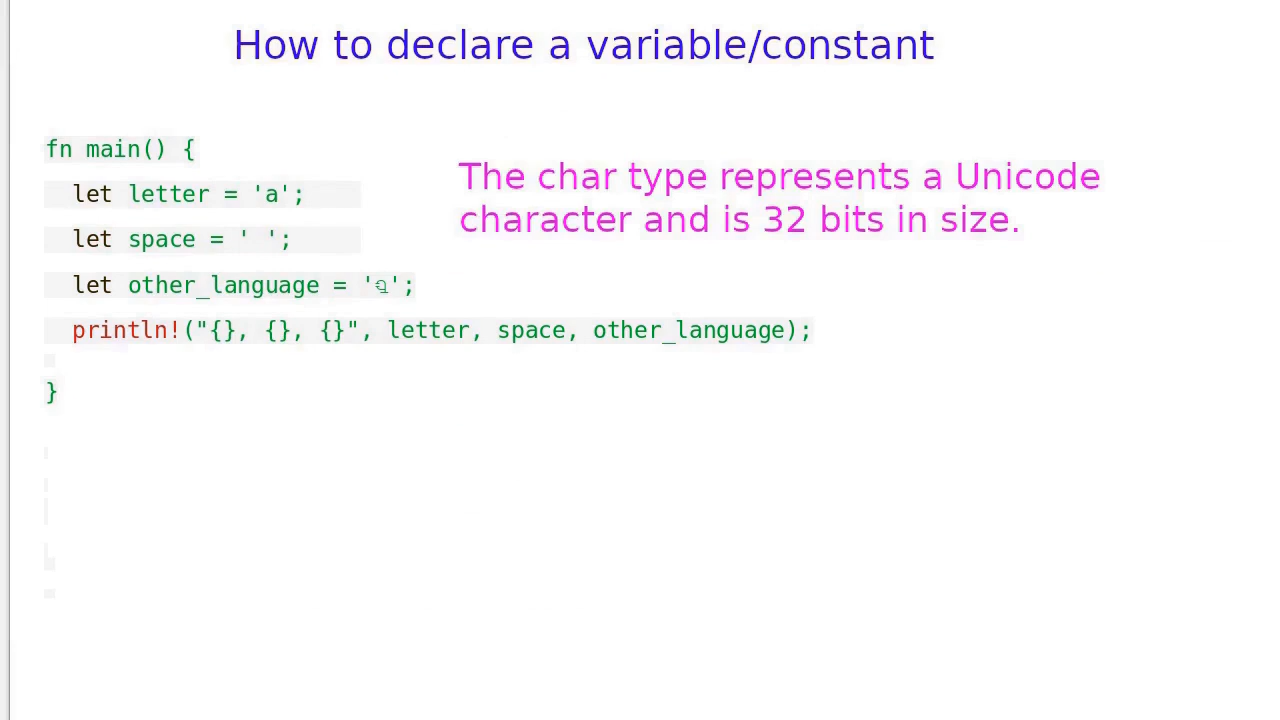 How to declare a variable/constant
fn main() {
The char type represents a Unicode
character and is 32 bits in size.
let letter = 'a';
let space = ' ';
let other_language = 'Ꮔ';
println!("{}, {}, {}", letter, space, other_language);
}